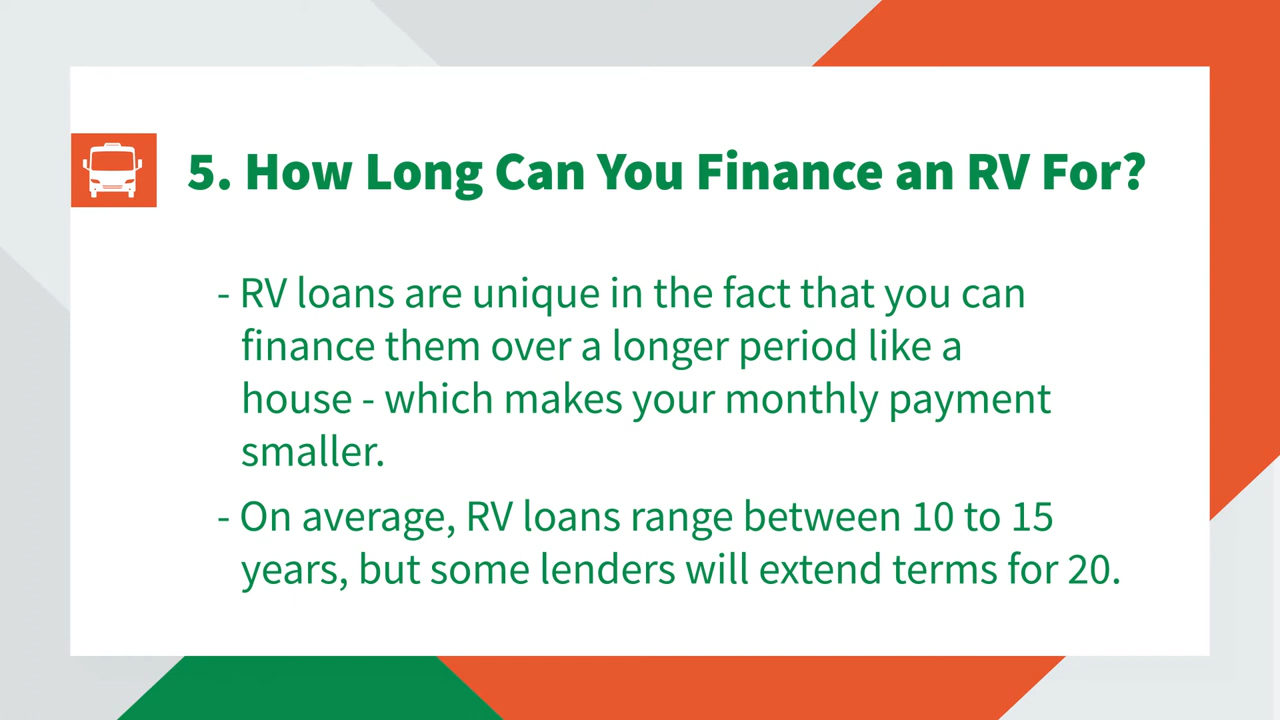 5. How Long Can You Finance an RV For?
- RV loans are unique in the fact that you can
finance them over a longer period like a
house - which makes your monthly payment
smaller.
- On average, RV loans range between 10 to 15
years, but some lenders will extend terms for 20.